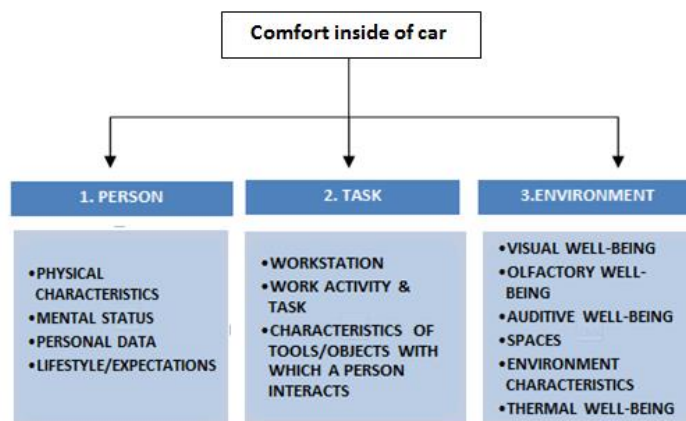 Comfort inside of car
1. PERSON
•PHYSICAL
CHARACTERISTICS
•MENTAL STATUS
•PERSONAL DATA
•LIFESTYLE/EXPECTATIONS
2. TASK
•WORKSTATION
•WORK ACTIVITY &
TASK
•CHARACTERISTICS OF
TOOLS/OBJECTS WITH
WHICH A PERSON
INTERACTS
3.ENVIRONMENT
•VISUAL WELL-BEING
•OLFACTORY WELL-
BEING
•AUDITIVE WELL-BEING
•SPACES
•ENVIRONMENT
CHARACTERISTICS
•THERMAL WELL-BEING